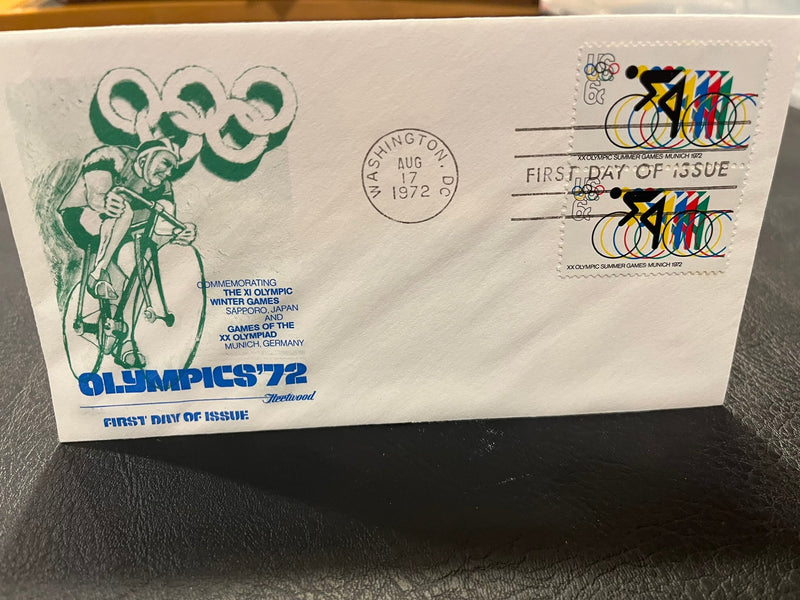 US
6¢
XX OLYMPIC SUMMER GAMES·MUNICH 1972
WASHINGTON, DC
AUG
17
1972
FIRST DAY OF ISSUE
US
6¢
XX OLYMPIC SUMMER GAMES·MUNICH 1972
COMMEMORATING
THE XI OLYMPIC
WINTER GAMES
SAPPORO, JAPAN
AND
GAMES OF THE
XX OLYMPIAD
MUNICH, GERMANY
OLYMPICS'72
Fleetwood
FIRST DAY OF ISSUE